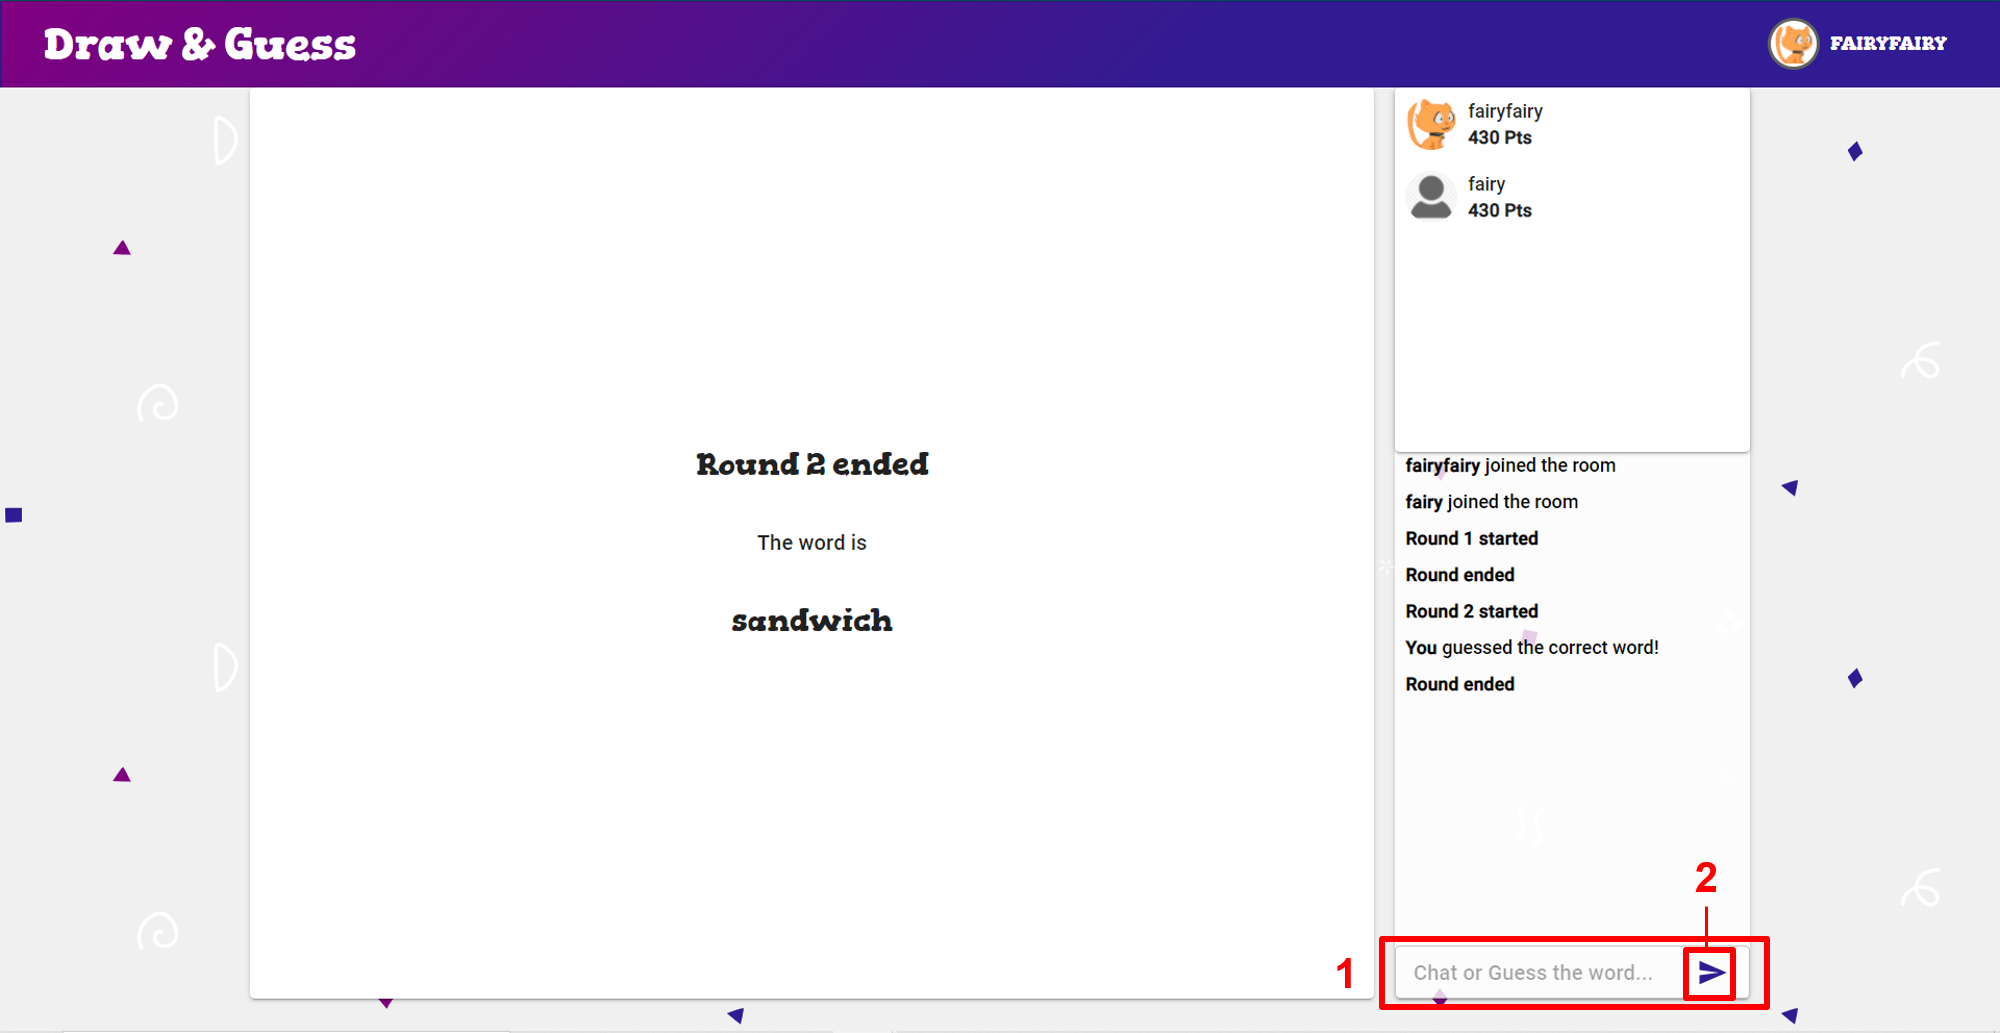 Draw & Guess
FAIRYFAIRY
fairyfairy
430 Pts
fairy
430 Pts
Round 2 ended
The word is
sandwich
fairyfairy joined the room
fairy joined the room
Round 1 started
Round ended
Round 2 started
You guessed the correct word!
Round ended
2
1
Chat or Guess the word...